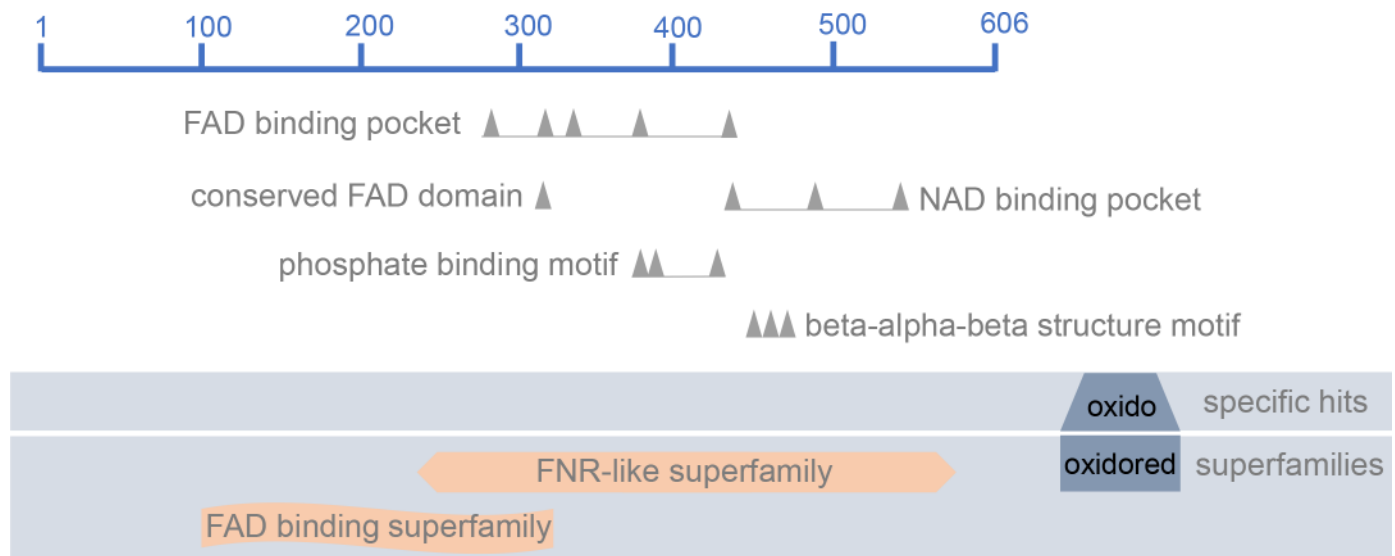 1 100 200 300 400 500 606
FAD binding pocket
conserved FAD domain NAD binding pocket
phosphate binding motif
beta-alpha-beta structure motif
oxido specific hits
FNR-like superfamily oxidored superfamilies
FAD binding superfamily